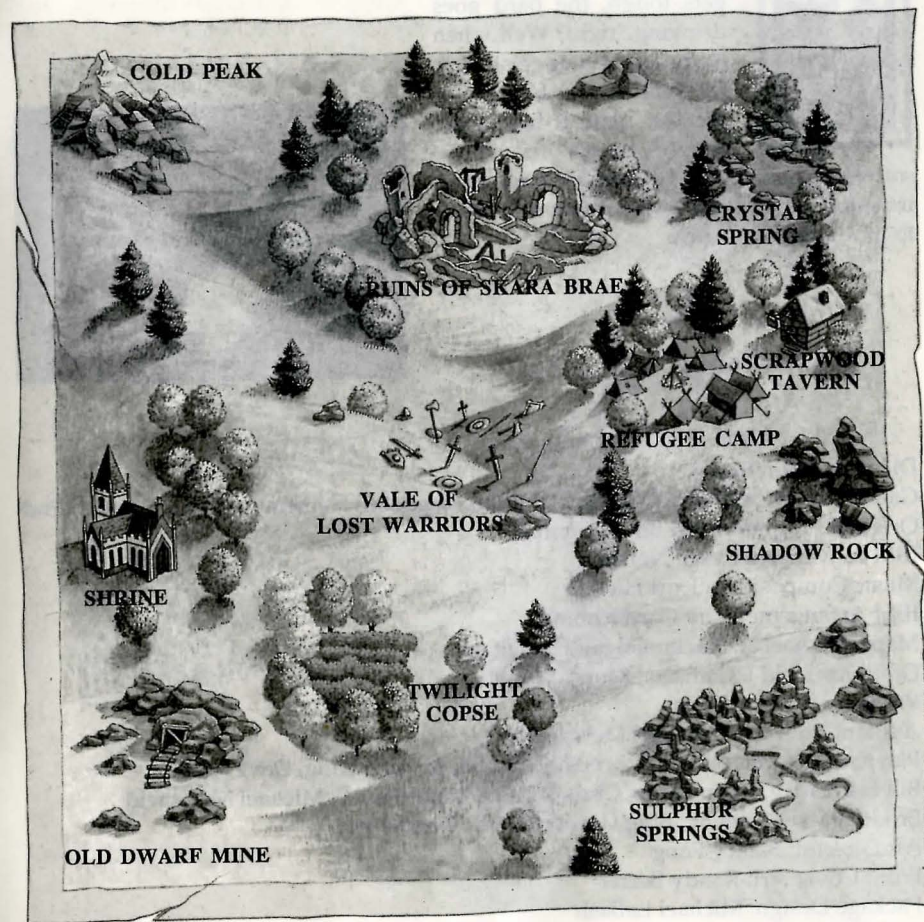 COLD PEAK
CRYSTAL
SPRING
RUINS OF SKARA BRAE
SCRAPWOOD
TAVERN
REFUGEE CAMP
VALE OF
LOST WARRIORS
SHADOW ROCK
SHRINE
TWILIGHT
COPSE
SULPHUR
SPRINGS
OLD DWARF MINE